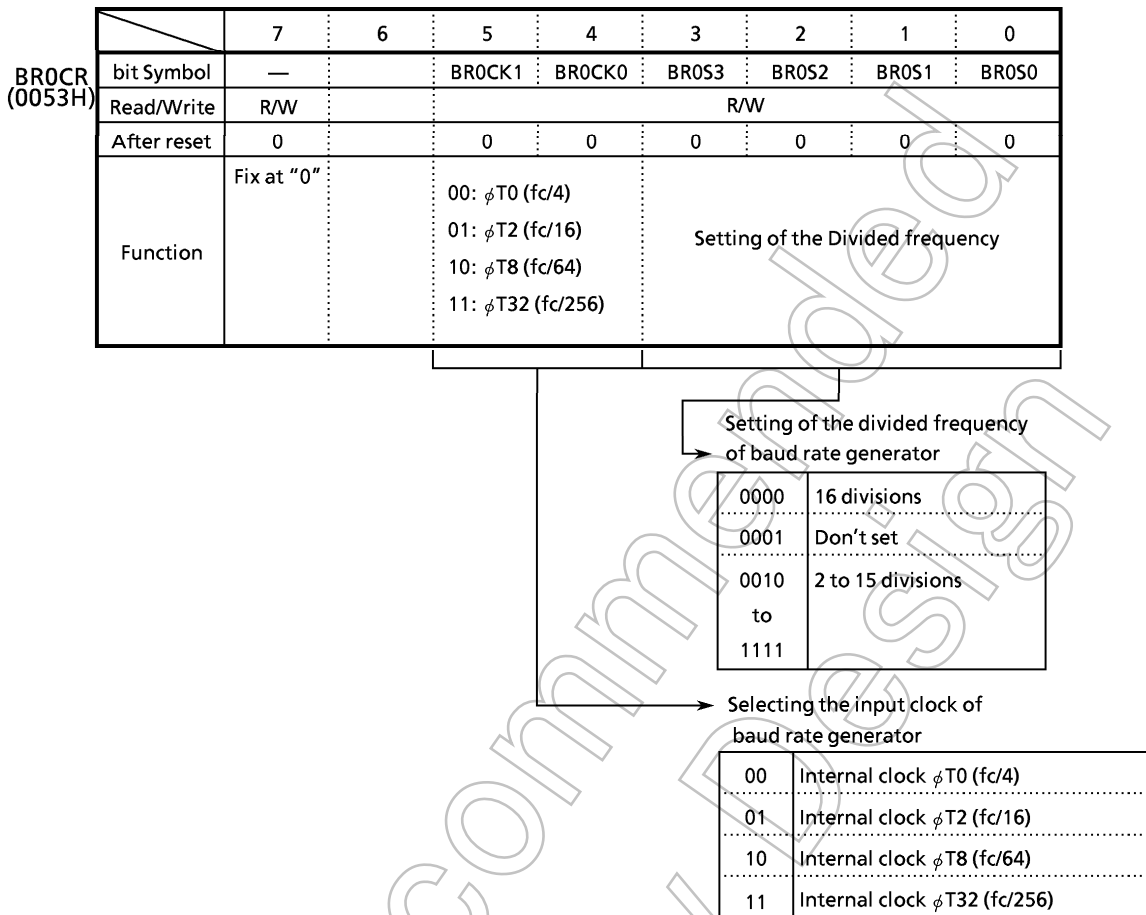 7 6 5 4 3 2 1 0
BR0CR
(0053H)
bit Symbol — BR0CK1 BR0CK0 BR0S3 BR0S2 BR0S1 BR0S0
Read/Write R/W R/W
After reset 0 0 0 0 0 0 0
Function
Fix at “0”
00: ϕT0 (fc/4)
01: ϕT2 (fc/16)
10: ϕT8 (fc/64)
11: ϕT32 (fc/256)
Setting of the Divided frequency
Setting of the divided frequency
of baud rate generator
0000 16 divisions
0001 Don't set
0010 2 to 15 divisions
to
1111
Selecting the input clock of
baud rate generator
00 Internal clock ϕT0 (fc/4)
01 Internal clock ϕT2 (fc/16)
10 Internal clock ϕT8 (fc/64)
11 Internal clock ϕT32 (fc/256)
commended
Design